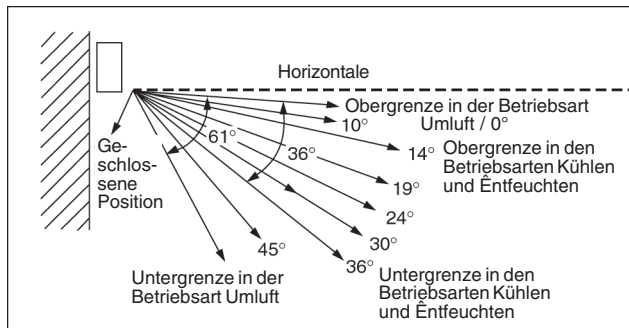 Horizontale
Obergrenze in der Betriebsart
Umluft / 0°
10°
61°
36°
14°
Obergrenze in den
Betriebsarten Kühlen
und Êntfeuchten
19°
24°
30°
36°
45°
Ge-
schlos-
sene
Position
Untergrenze in der
Betriebsart Umluft
Untergrenze in den
Betriebsarten Kühlen
und Êntfeuchten